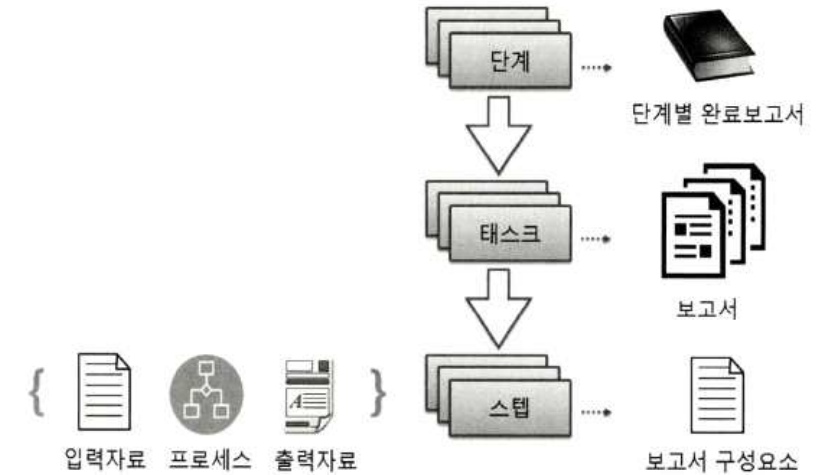 단계
단계별 완료보고서
태스크
보고서
스텝
입력자료 프로세스 출력자료
보고서 구성요소